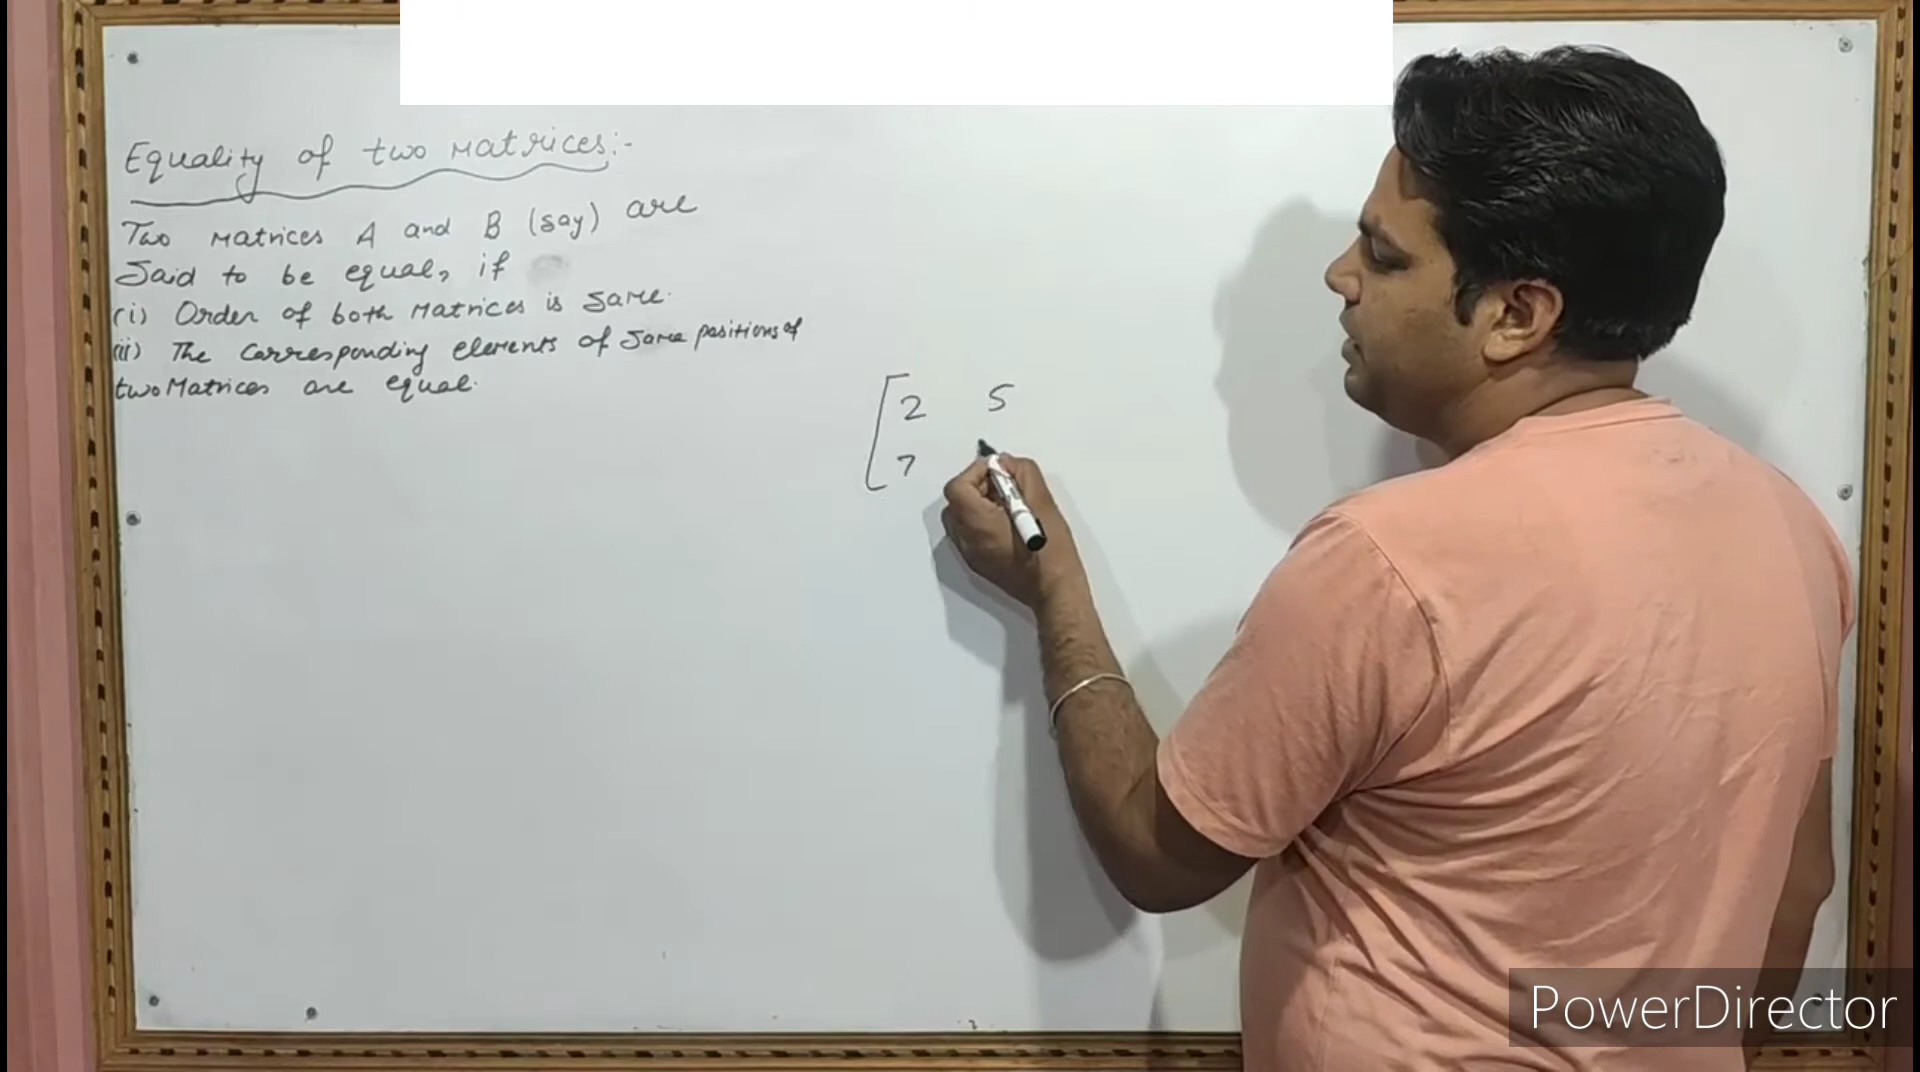 Equality of two Matrices:-
Two Matrices A and B (say) are
Said to be equal, if
(i) Order of both Matrices is same.
(ii) The Corresponding elements of Same positions of
two Matrices are equal.
2 5
7
PowerDirector